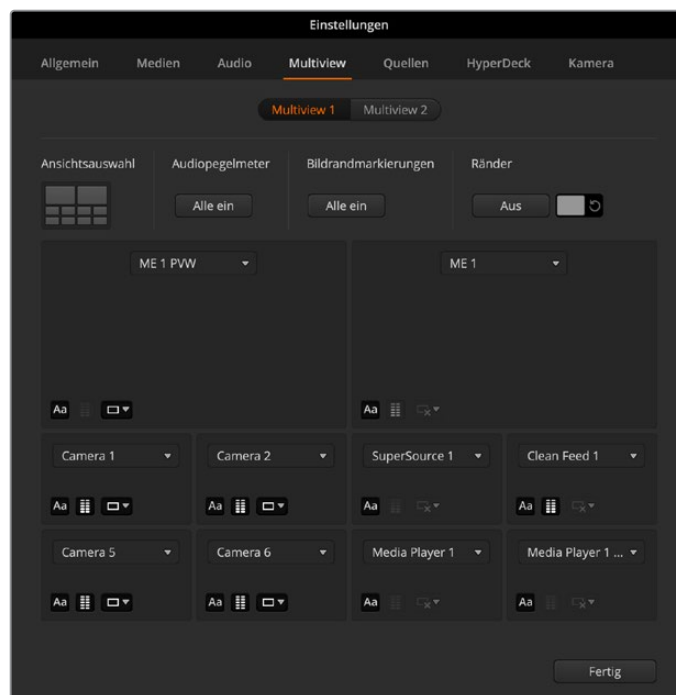 Einstellungen
Allgemein Medien Audio Multiview Quellen HyperDeck Kamera
Multiview 1 Multiview 2
Ansichtsauswahl Audiopegelmeter Bildrandmarkierungen Ränder
Alle ein Alle ein Aus
ME 1 PVW ME 1
Aa Aa
Camera 1 Camera 2 SuperSource 1 Clean Feed 1
Aa Aa Aa Aa
Camera 5 Camera 6 Media Player 1 Media Player 1 ...
Aa Aa Aa Aa
Fertig